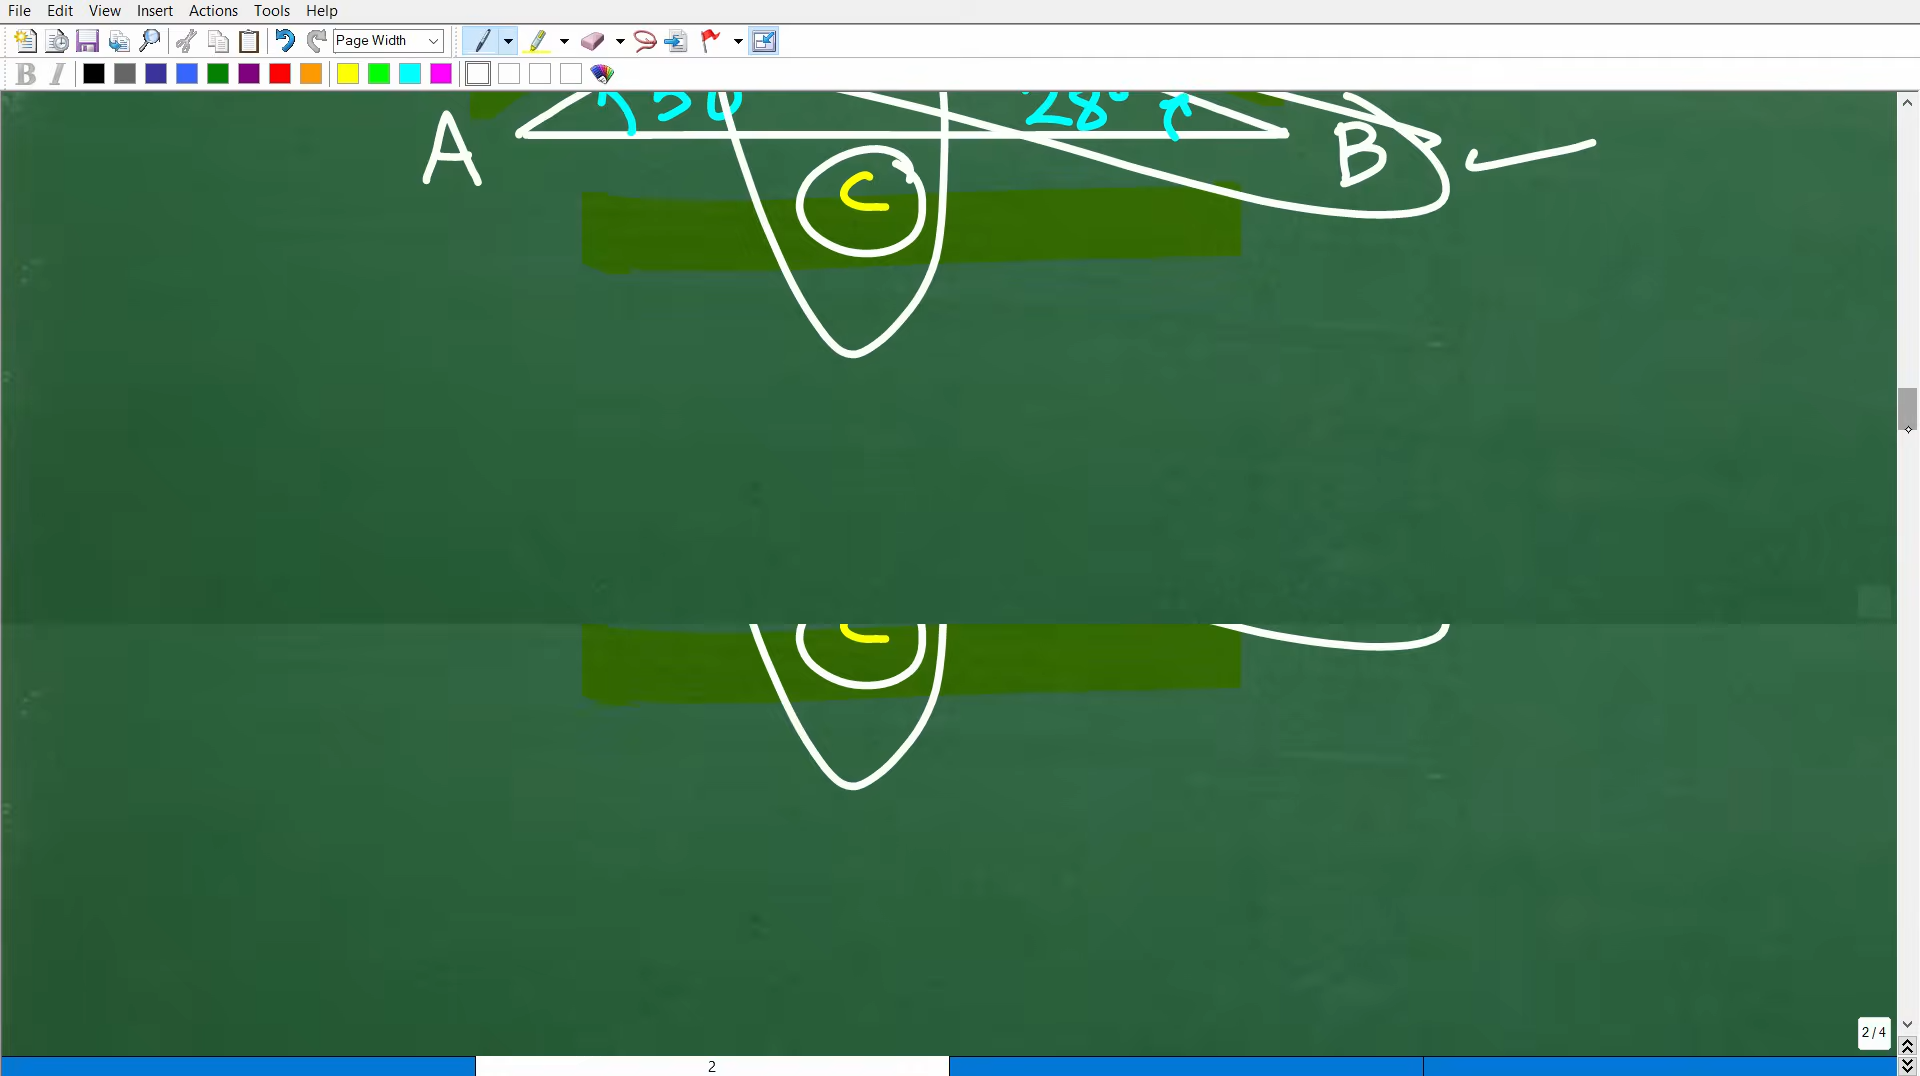 File Edit View Insert Actions Tools Help
Page Width
B I
28°
A B
C
2 / 4
2